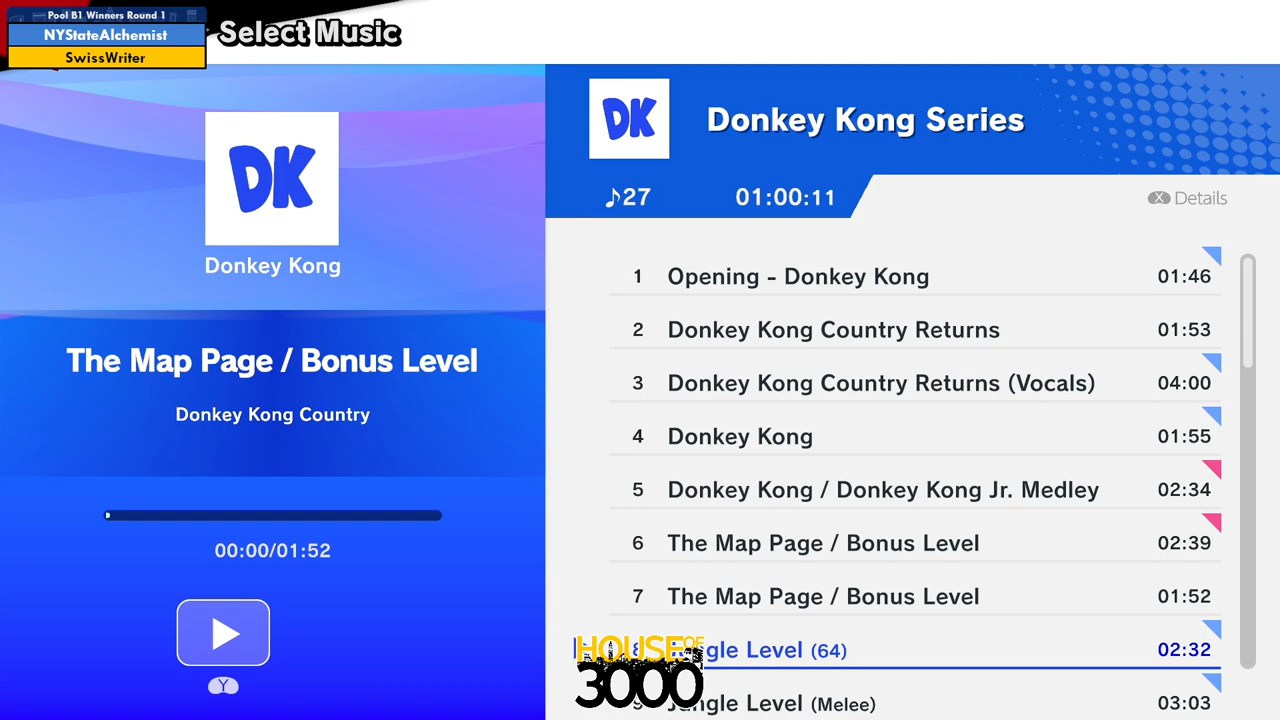 Pool B1 Winners Round 1
NYStateAlchemist
SwissWriter
Select Music
DK
Donkey Kong
The Map Page / Bonus Level
Donkey Kong Country
00:00/01:52
Y
DK
Donkey Kong Series
♪27 01:00:11
X Details
1 Opening - Donkey Kong 01:46
2 Donkey Kong Country Returns 01:53
3 Donkey Kong Country Returns (Vocals) 04:00
4 Donkey Kong 01:55
5 Donkey Kong / Donkey Kong Jr. Medley 02:34
6 The Map Page / Bonus Level 02:39
7 The Map Page / Bonus Level 01:52
8 Jungle Level (64) 02:32
9 Jungle Level (Melee) 03:03
HOUSE OF
3000